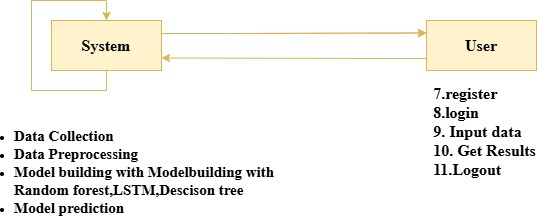 System
User
7.register
8.login
9. Input data
10. Get Results
11.Logout
• Data Collection
• Data Preprocessing
• Model building with Modelbuilding with
Random forest,LSTM,Descison tree
• Model prediction